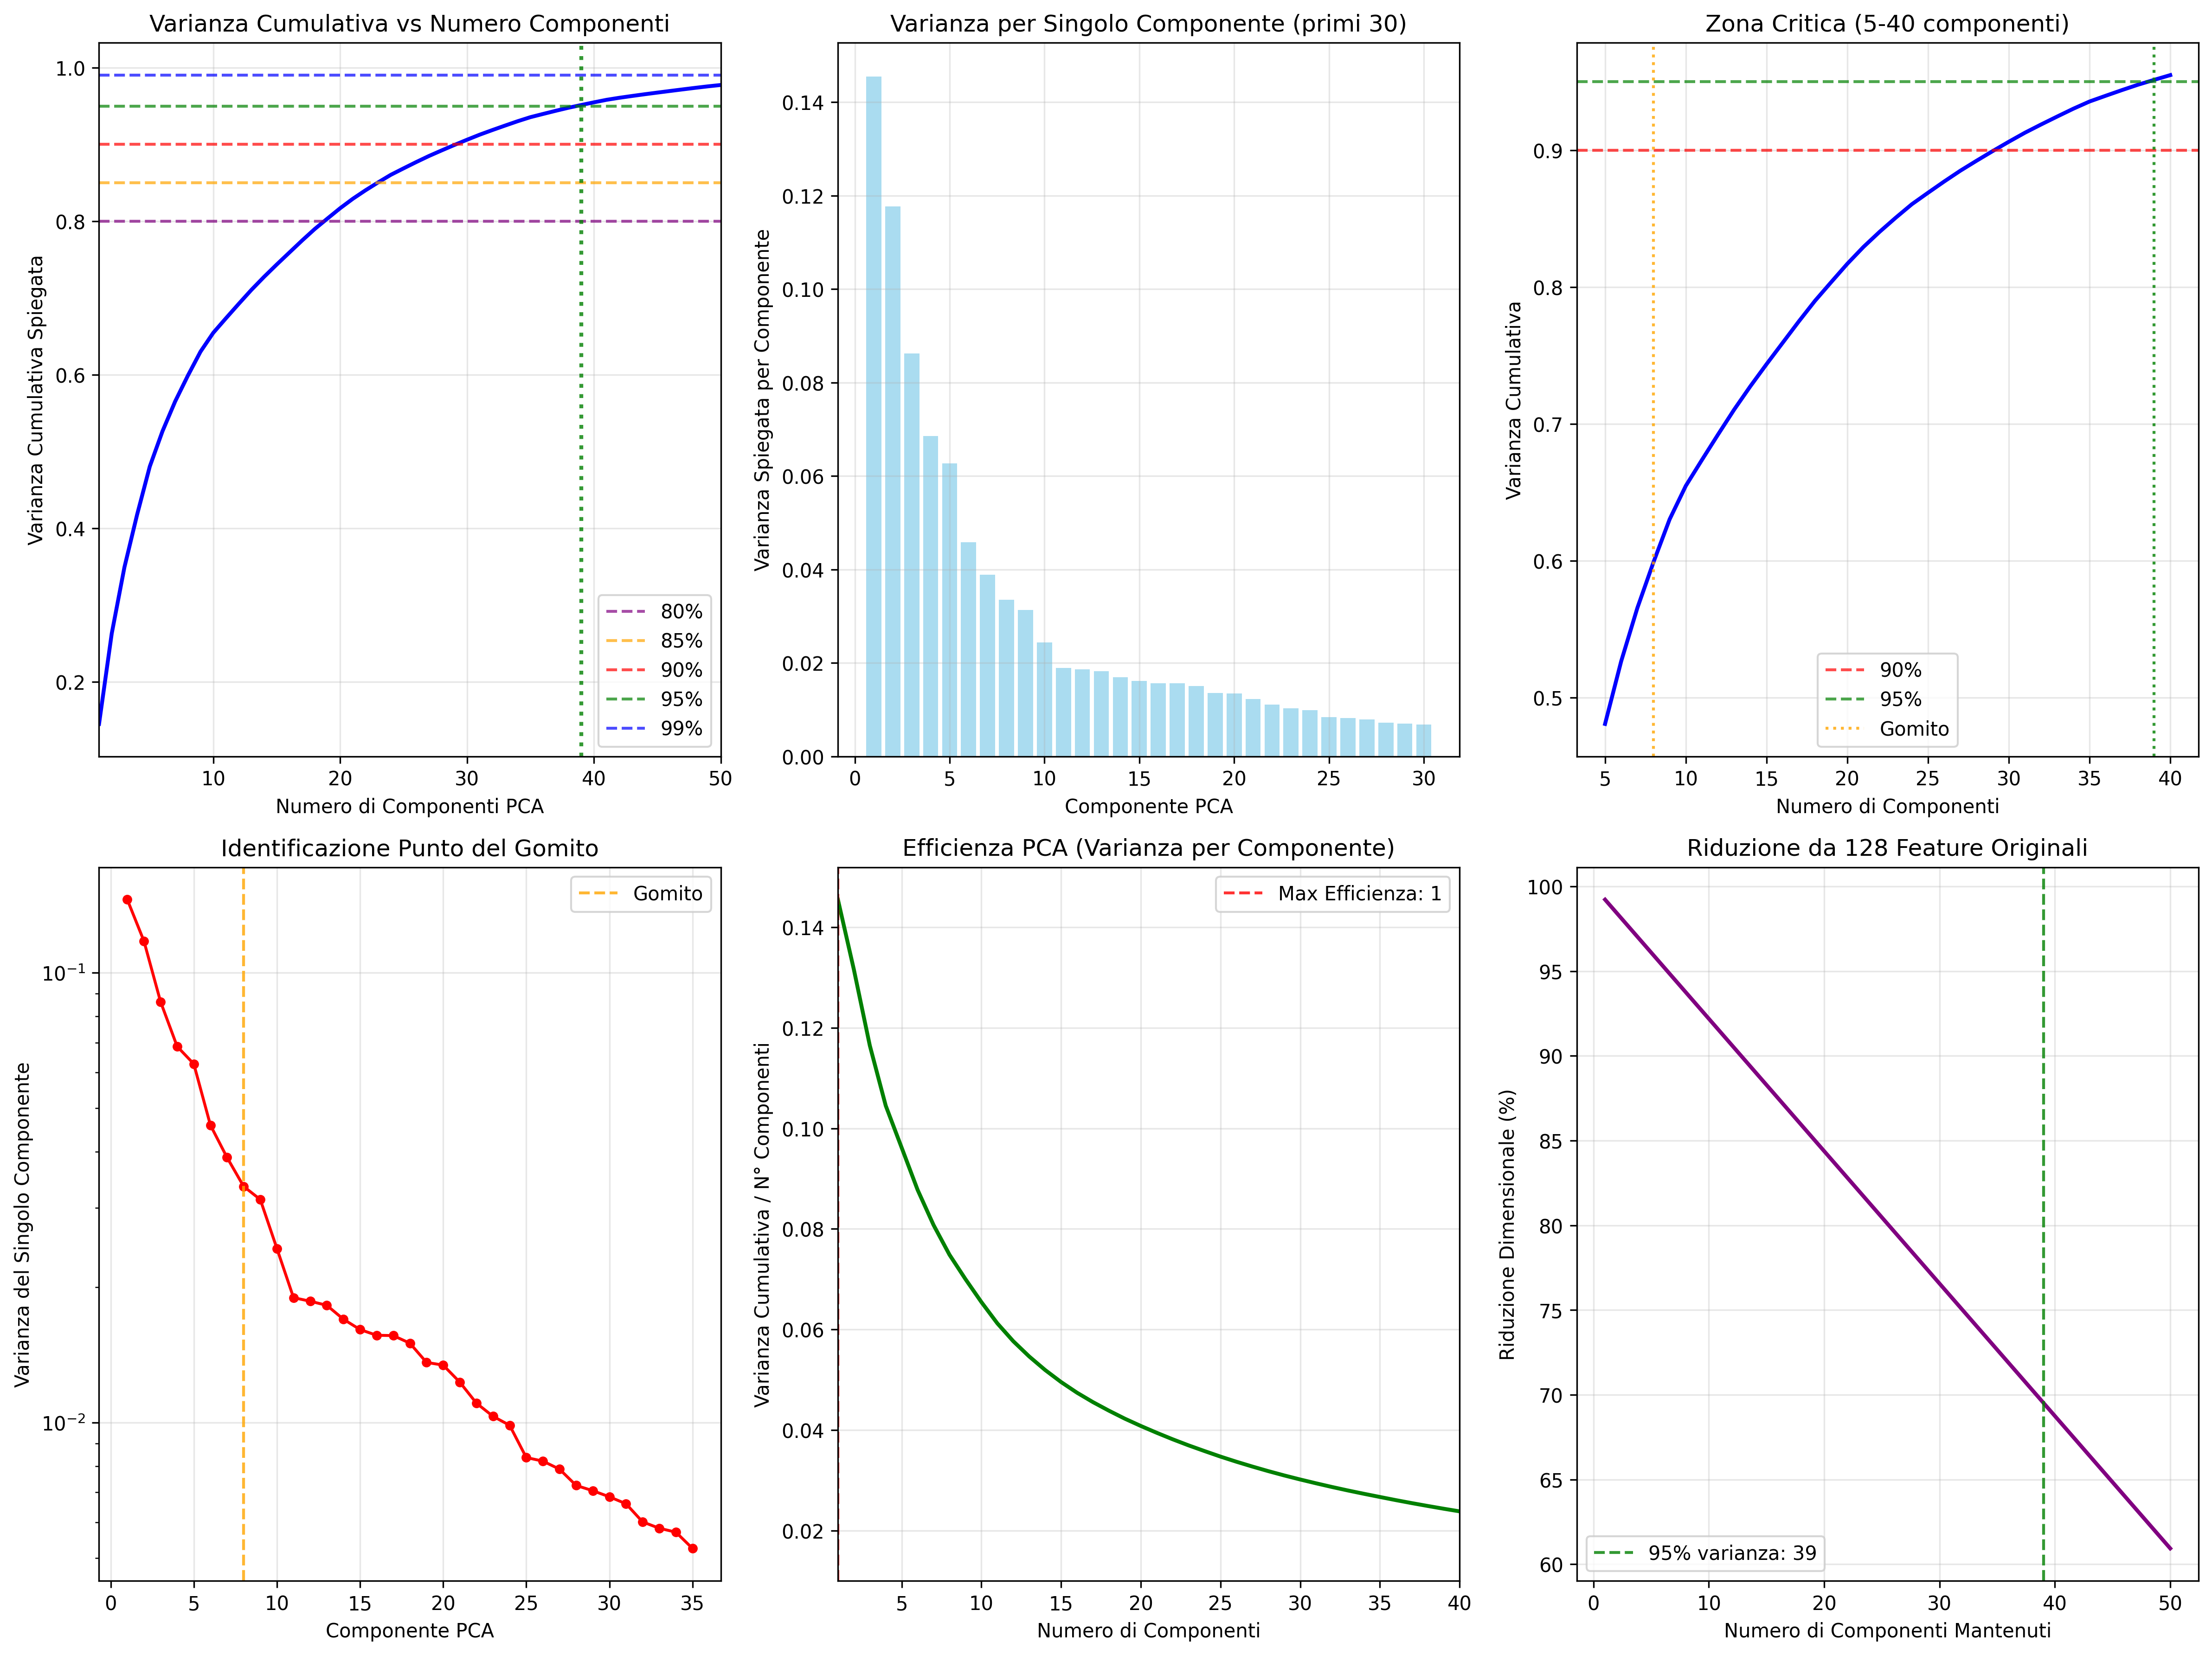 Varianza Cumulativa vs Numero Componenti
1.0
0.8
0.6
0.4
0.2
Varianza Cumulativa Spiegata
80%
85%
90%
95%
99%
10 20 30 40 50
Numero di Componenti PCA
Varianza per Singolo Componente (primi 30)
0.14
0.12
0.10
0.08
0.06
0.04
0.02
0.00
Varianza Spiegata per Componente
0 5 10 15 20 25 30
Componente PCA
Zona Critica (5-40 componenti)
0.9
0.8
0.7
0.6
0.5
Varianza Cumulativa
90%
95%
Gomito
5 10 15 20 25 30 35 40
Numero di Componenti
Identificazione Punto del Gomito
Gomito
10⁻¹
10⁻²
Varianza del Singolo Componente
0 5 10 15 20 25 30 35
Componente PCA
Efficienza PCA (Varianza per Componente)
Max Efficienza: 1
0.14
0.12
0.10
0.08
0.06
0.04
0.02
Varianza Cumulativa / N° Componenti
5 10 15 20 25 30 35 40
Numero di Componenti
Riduzione da 128 Feature Originali
100
95
90
85
80
75
70
65
60
Riduzione Dimensionale (%)
95% varianza: 39
0 10 20 30 40 50
Numero di Componenti Mantenuti